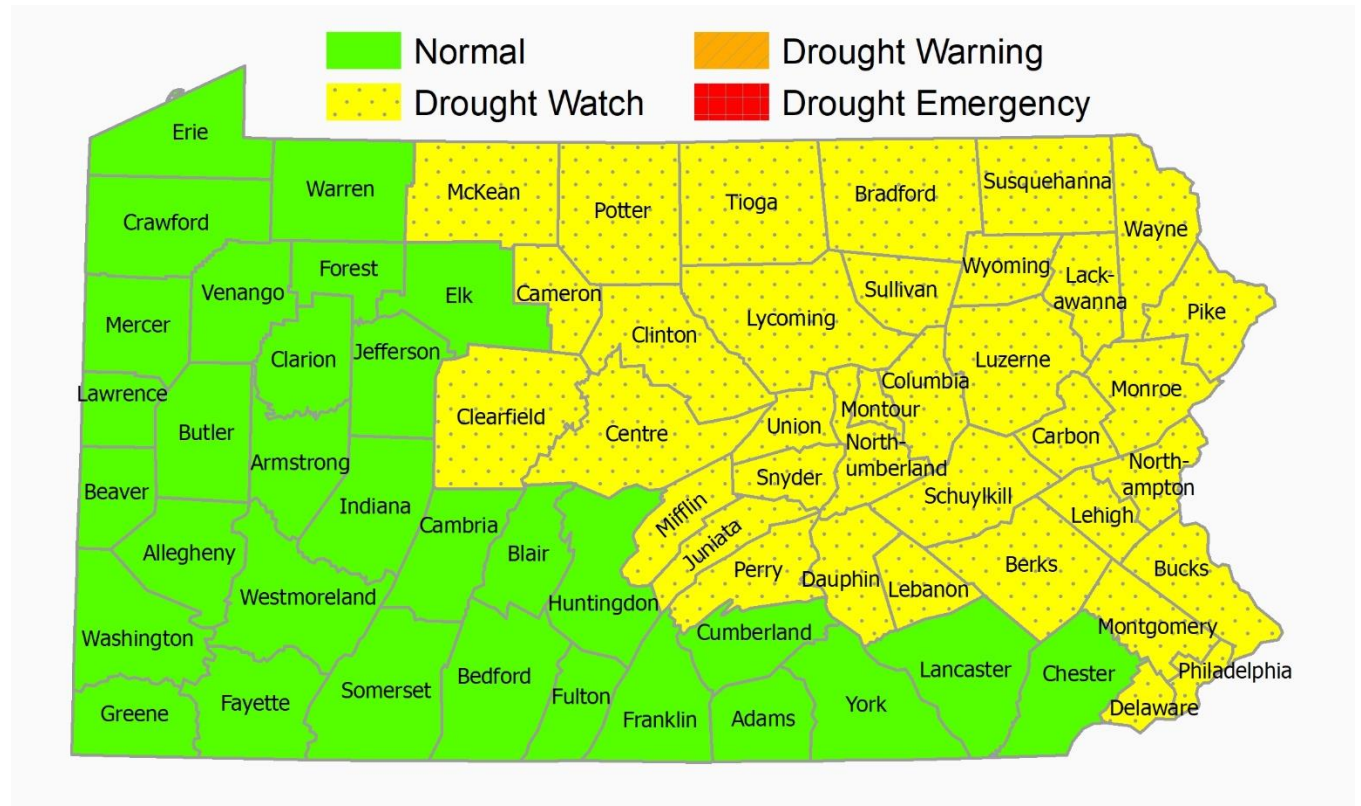 Normal
Drought Warning
Drought Watch
Drought Emergency
Erie
Warren
McKean
Potter
Tioga
Bradford
Susquehanna
Wayne
Crawford
Forest
Venango
Elk
Cameron
Wyoming
Lack-
awanna
Sullivan
Pike
Mercer
Clarion
Jefferson
Clinton
Lycoming
Luzerne
Columbia
Monroe
Lawrence
Butler
Clearfield
Centre
Union
Montour
Carbon
Armstrong
North-
umberland
North-
ampton
Beaver
Indiana
Snyder
Schuylkill
Lehigh
Cambria
Mifflin
Allegheny
Blair
Juniata
Perry
Dauphin
Lebanon
Berks
Bucks
Westmoreland
Huntingdon
Washington
Cumberland
Montgomery
Somerset
Bedford
Lancaster
Chester
Philadelphia
Greene
Fayette
Fulton
Franklin
Adams
York
Delaware